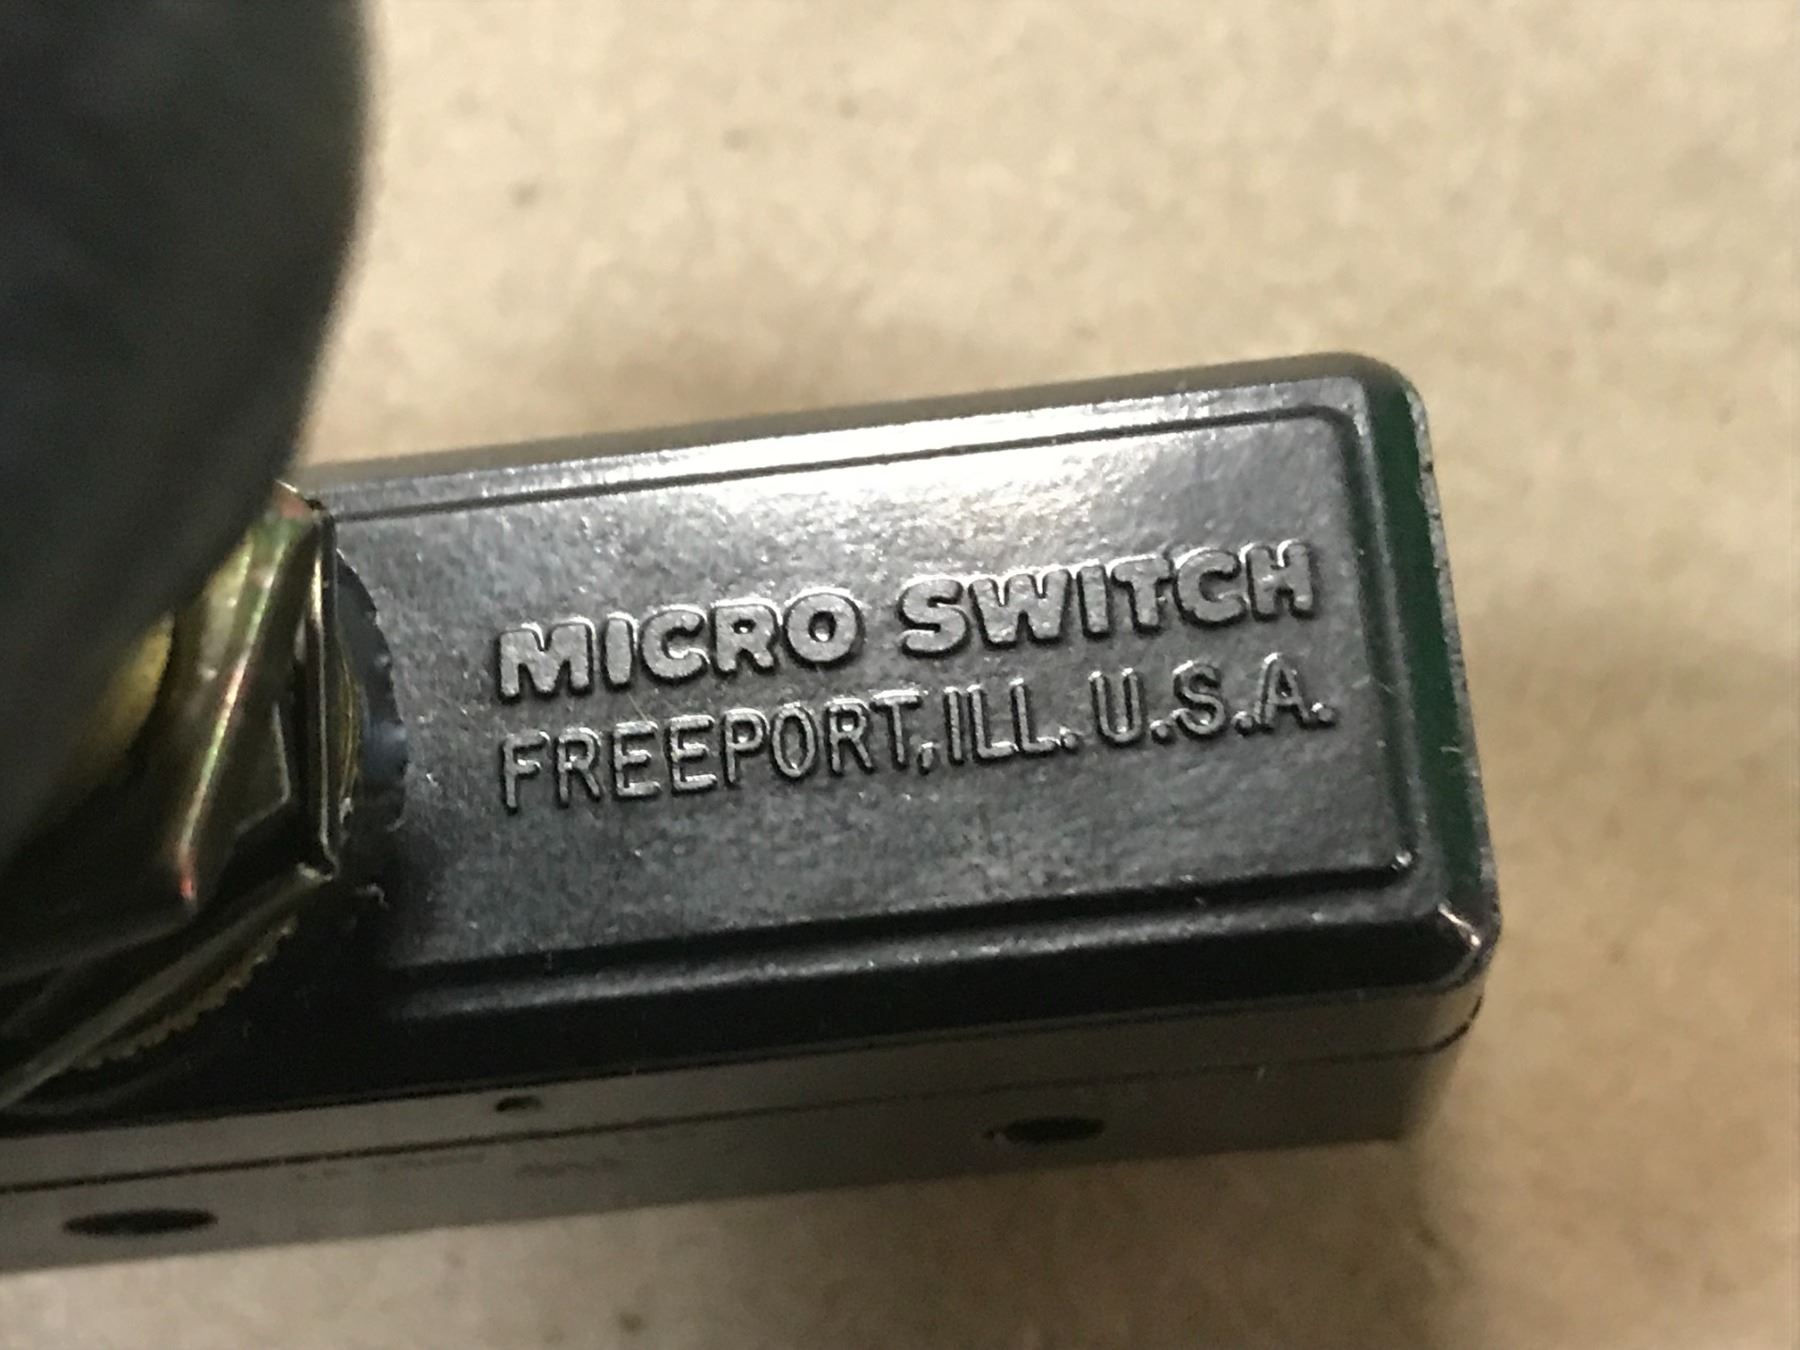 MICRO SWITCH
FREEPORT, ILL. U.S.A.